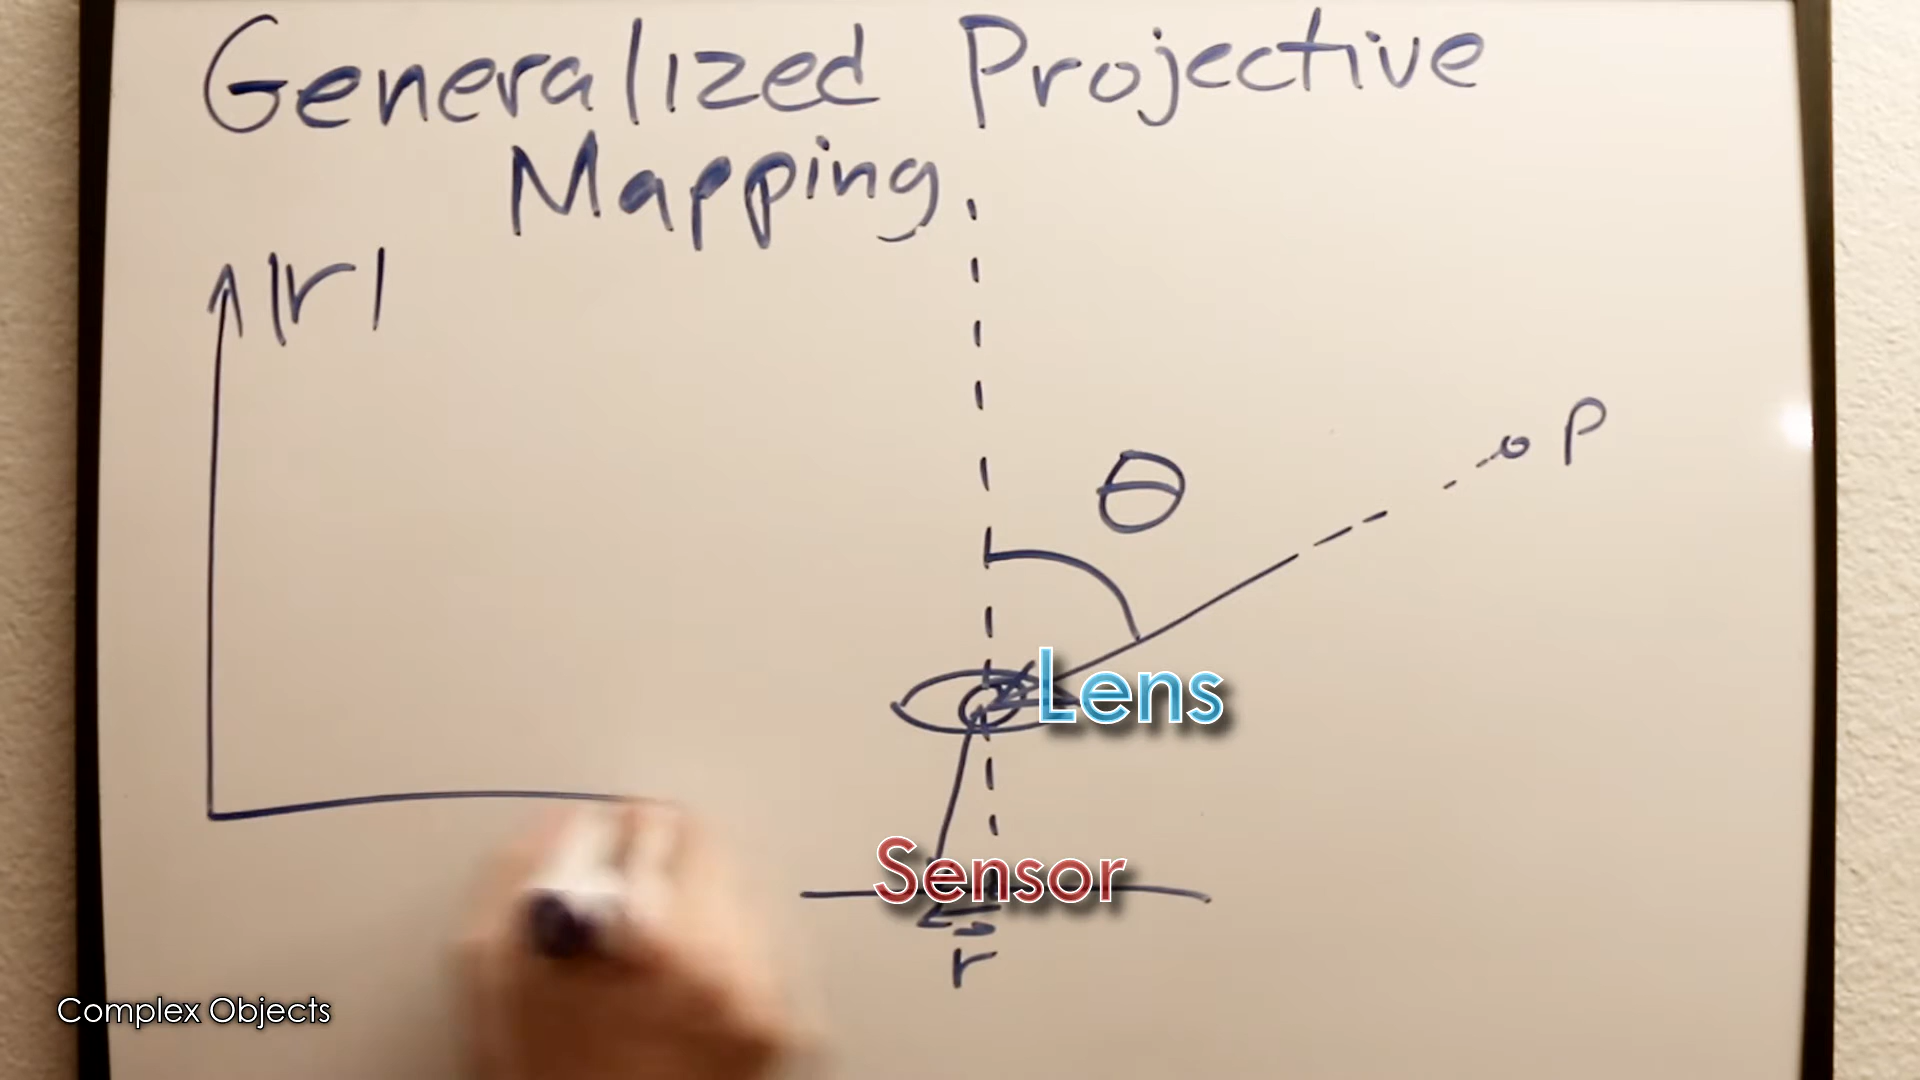 Generalized Projective
Mapping
|r|
θ
P
Lens
Sensor
r
Complex Objects